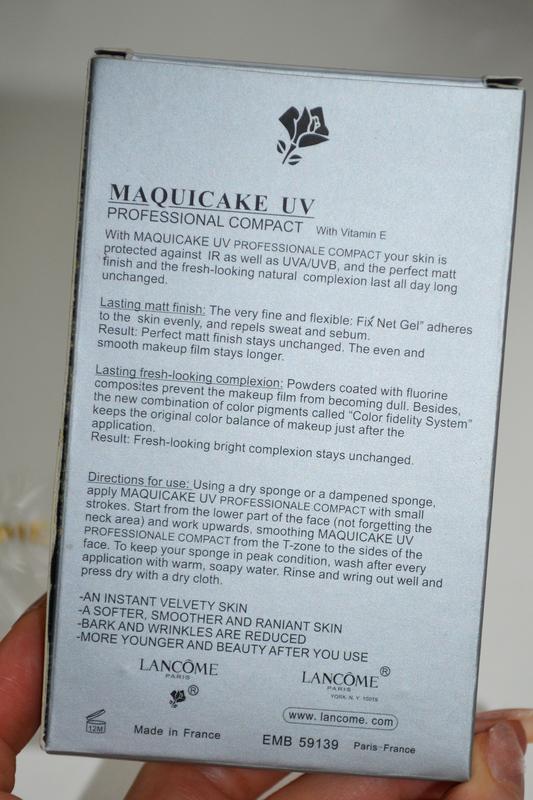 MAQUICAKE UV
PROFESSIONAL COMPACT With Vitamin E
With MAQUICAKE UV PROFESSIONALE COMPACT your skin is
protected against IR as well as UVA/UVB, and the perfect matt
finish and the fresh-looking natural complexion last all day long
unchanged.
Lasting matt finish: The very fine and flexible: Fix Net Gel" adheres
to the skin evenly, and repels sweat and sebum.
Result: Perfect matt finish stays unchanged. The even and
smooth makeup film stays longer.
Lasting fresh-looking complexion: Powders coated with fluorine
composites prevent the makeup film from becoming dull. Besides,
the new combination of color pigments called "Color fidelity System"
keeps the original color balance of makeup just after the
application.
Result: Fresh-looking bright complexion stays unchanged.
Directions for use: Using a dry sponge or a dampened sponge,
apply MAQUICAKE UV PROFESSIONALE COMPACT with small
strokes. Start from the lower part of the face (not forgetting the
neck area) and work upwards, smoothing MAQUICAKE UV
PROFESSIONALE COMPACT from the T-zone to the sides of the
face. To keep your sponge in peak condition, wash after every
application with warm, soapy water. Rinse and wring out well and
press dry with a dry cloth.
-AN INSTANT VELVETY SKIN
-A SOFTER, SMOOTHER AND RANIANT SKIN
-BARK AND WRINKLES ARE REDUCED
-MORE YOUNGER AND BEAUTY AFTER YOU USE
LANCÔME
PARIS
®
LANCÔME®
PARIS
YORK. N. Y. 10019
www. lancome. com
12M
Made in France
EMB 59139
Paris-France